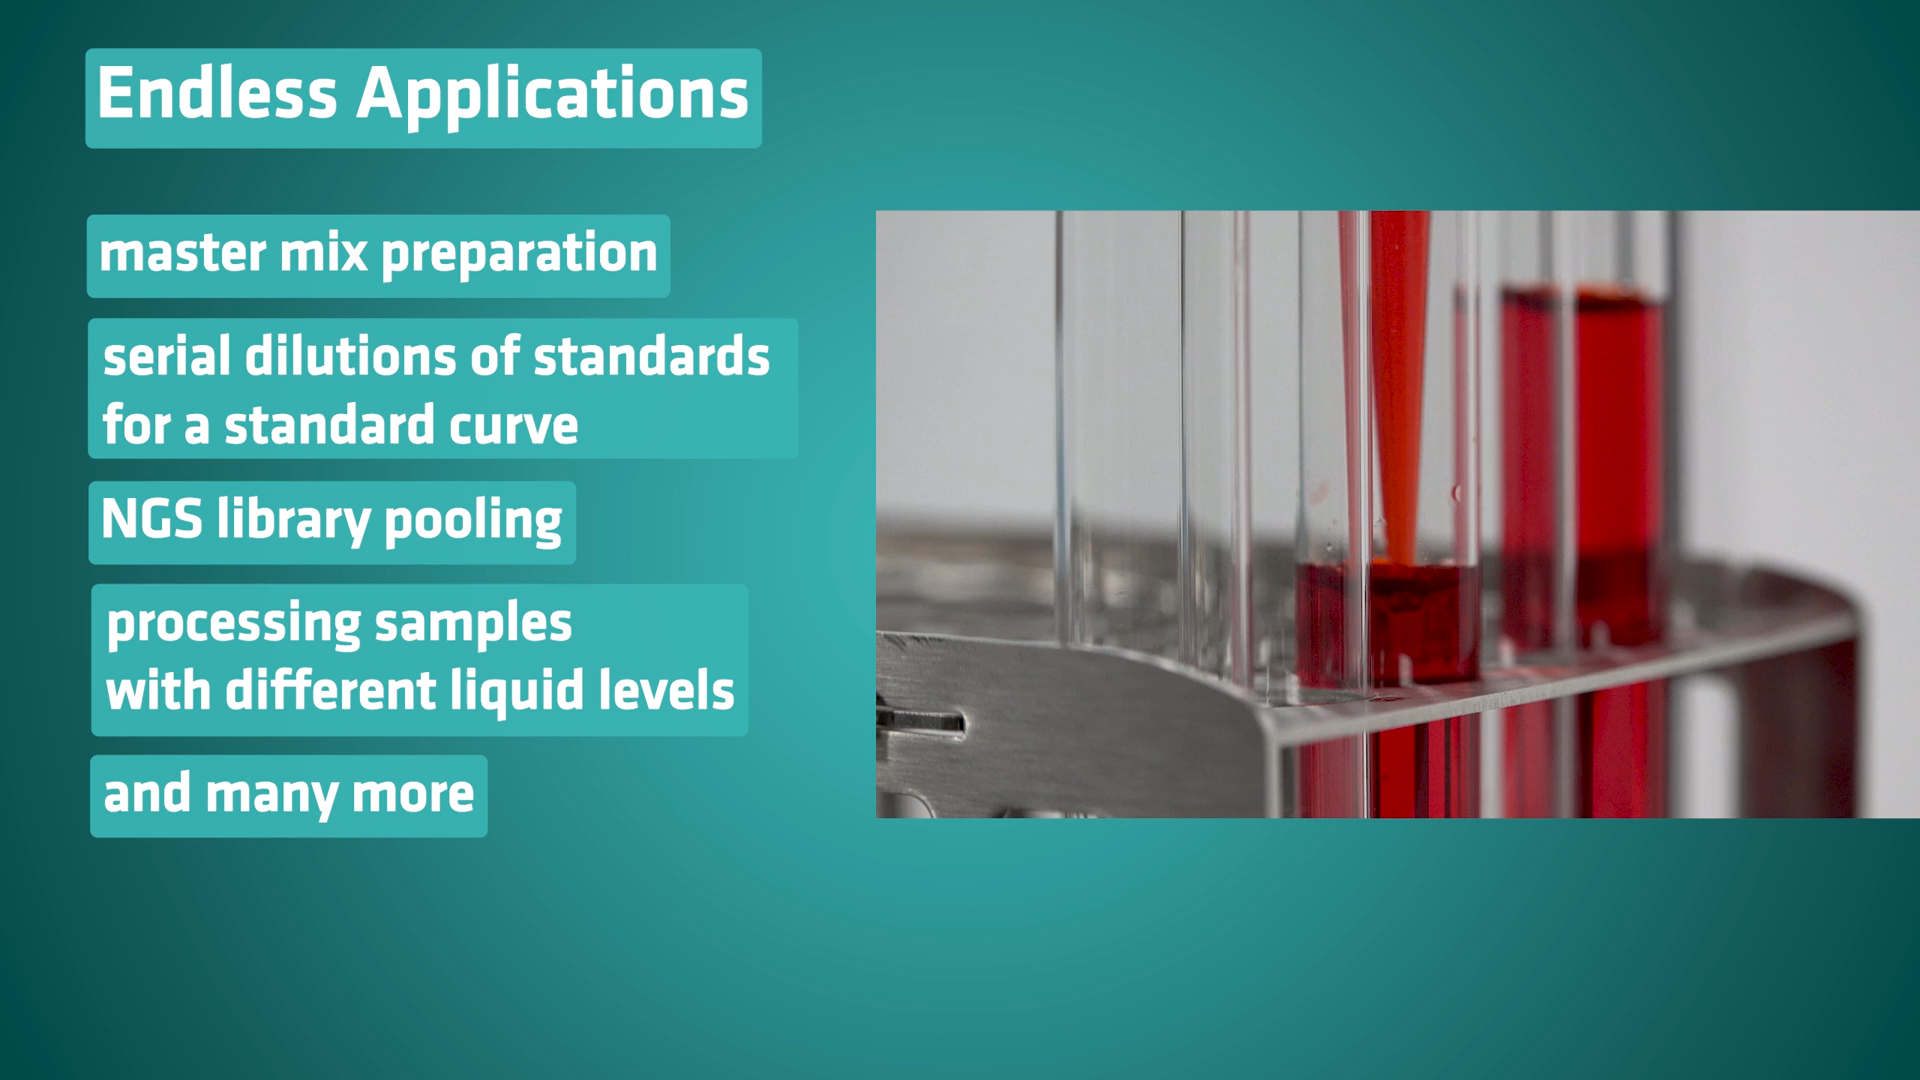 Endless Applications
master mix preparation
serial dilutions of standards
for a standard curve
NGS library pooling
processing samples
with different liquid levels
and many more